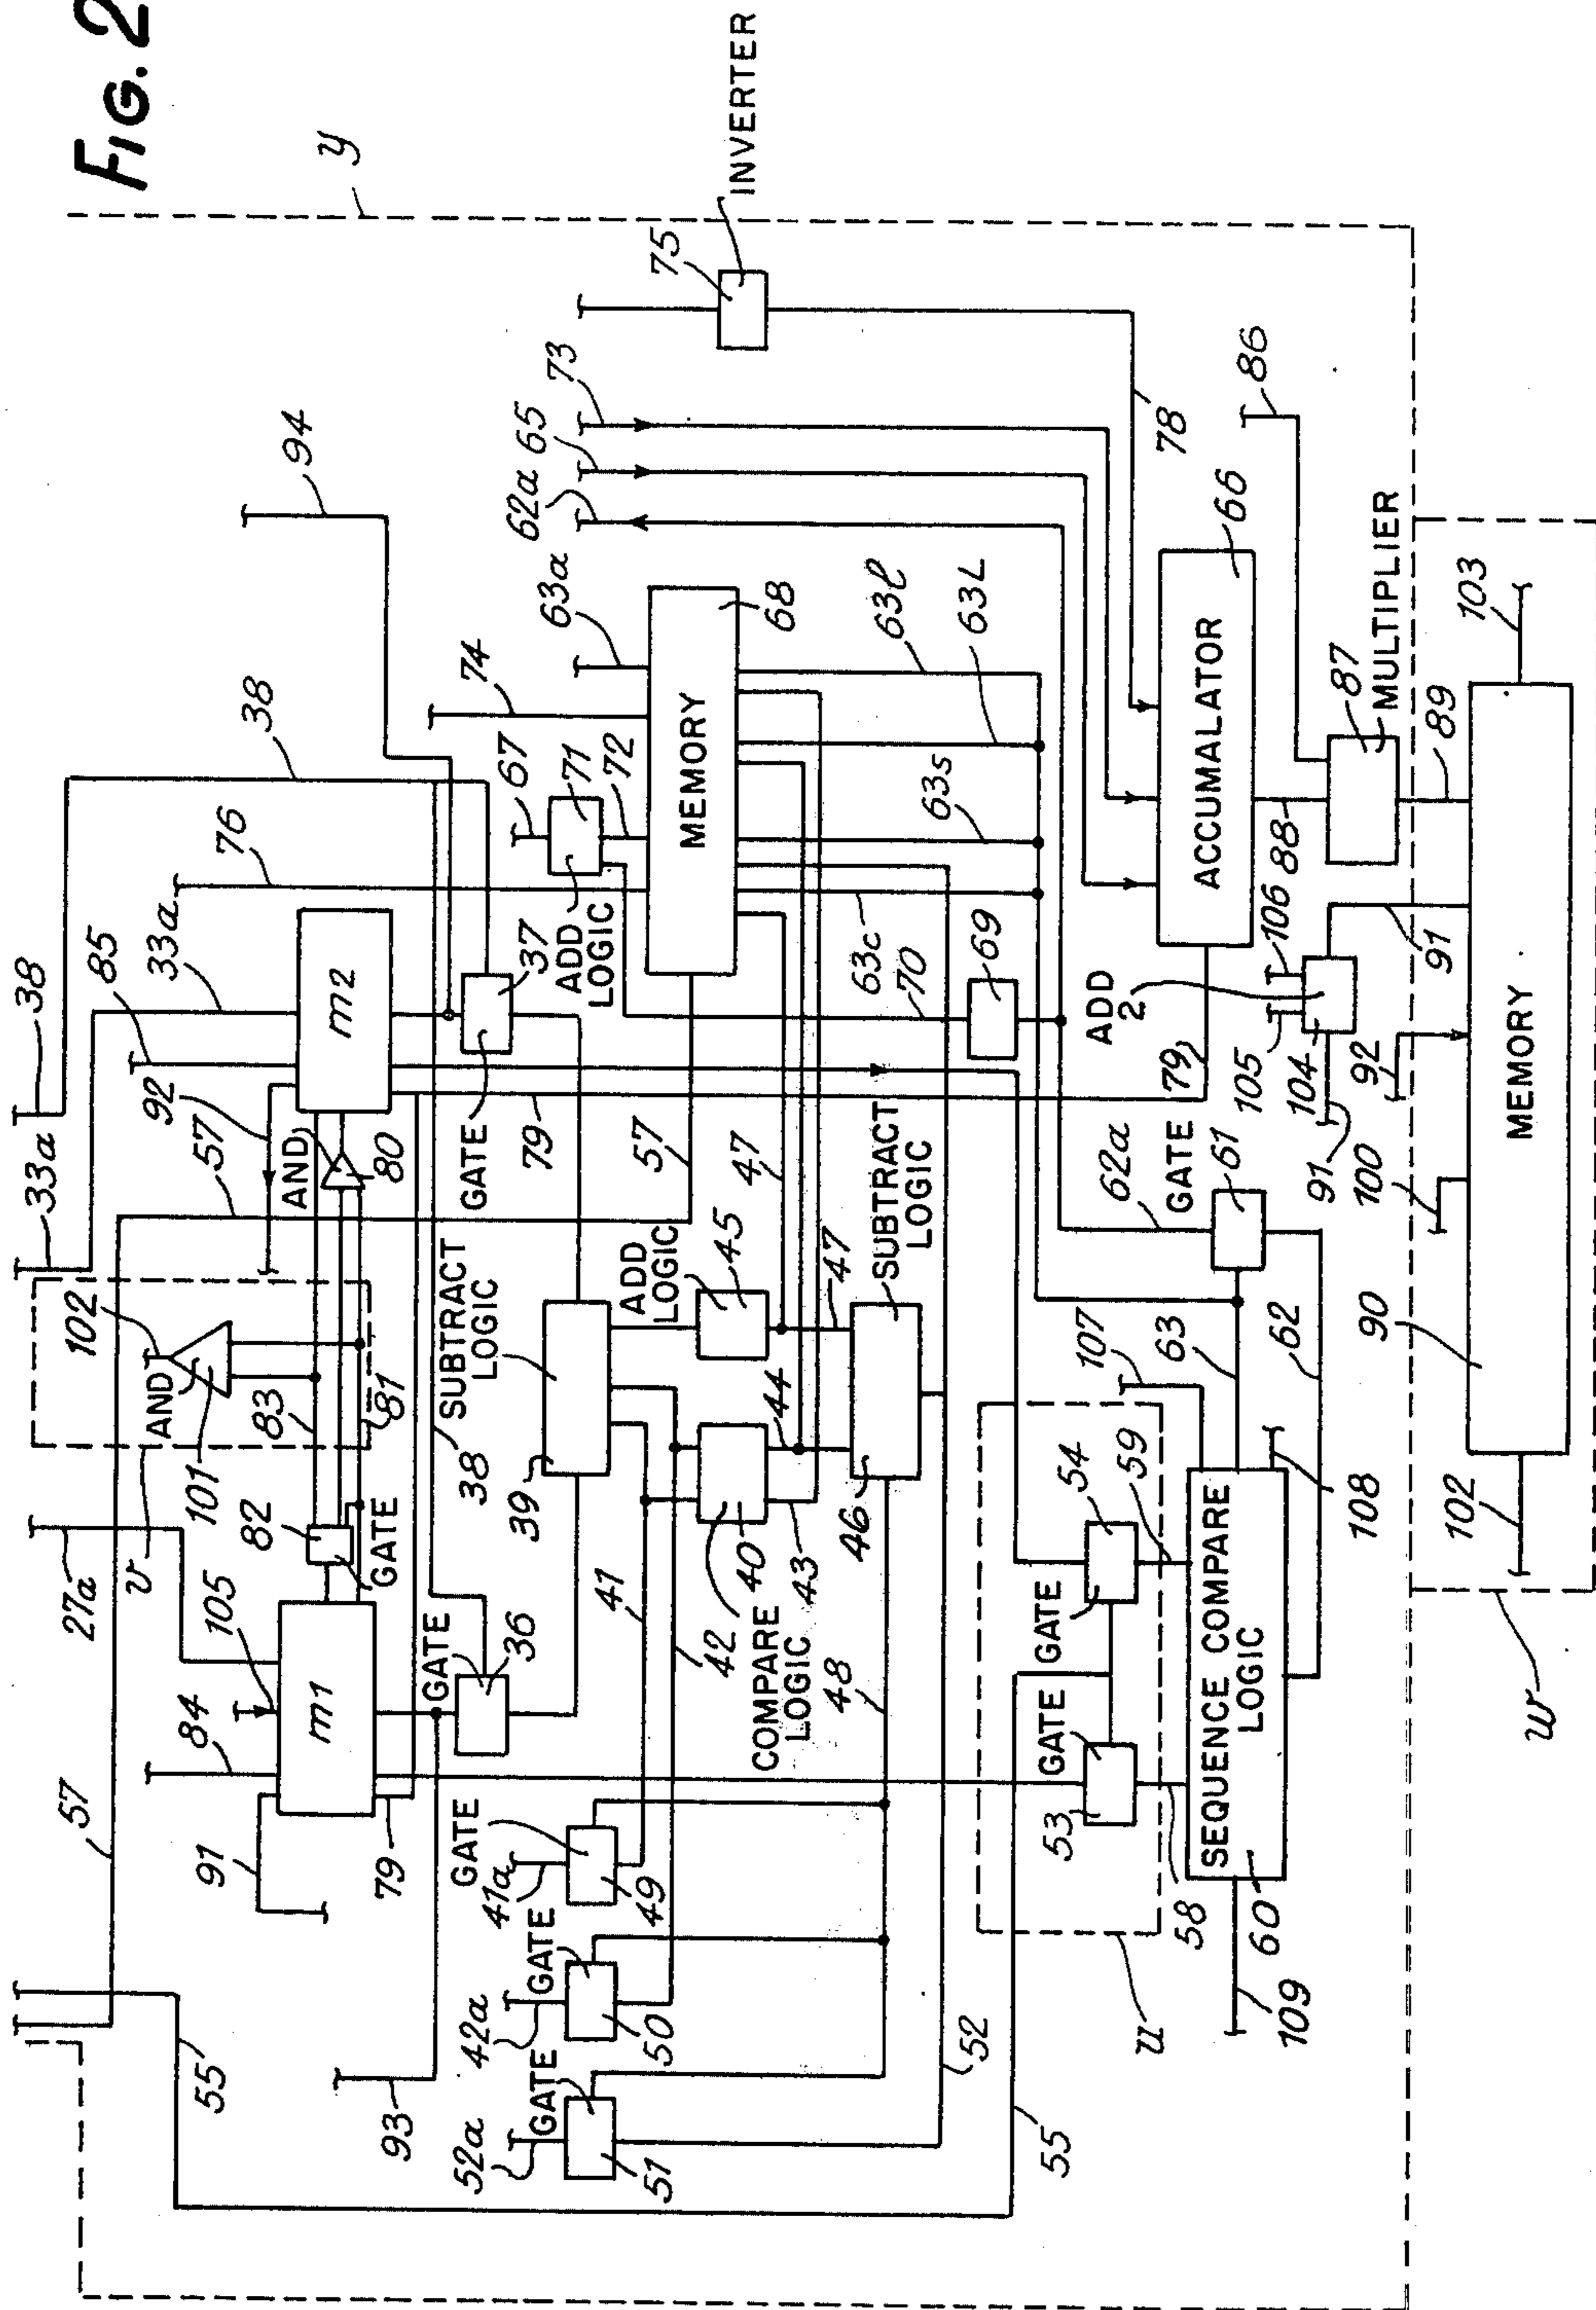 FIG. 2
y
INVERTER
75
94
73
65
62a
63a
74
38
67
71
72
ADD
LOGIC
76
33a
85
38
33a
92
57
m2
AND
80
37
GATE
79
68
MEMORY
63l
63L
63s
63c
70
69
57
47
78
86
66
ACCUMALATOR
88
87
MULTIPLIER
89
103
106
105
ADD
2
104
91
91
92
100
79
62a
GATE
61
90
MEMORY
102
w
102
AND
101
83
81
82
GATE
v
27a
105
84
m1
91
79
57
55
93
GATE
36
38
SUBTRACT
LOGIC
39
ADD
LOGIC
45
44
47
SUBTRACT
LOGIC
46
40
43
COMPARE
LOGIC
41
42
48
GATE
41a
49
GATE
42a
50
GATE
52a
51
52
55
u
GATE
54
59
GATE
53
58
107
63
62
108
SEQUENCE COMPARE
LOGIC
60
109